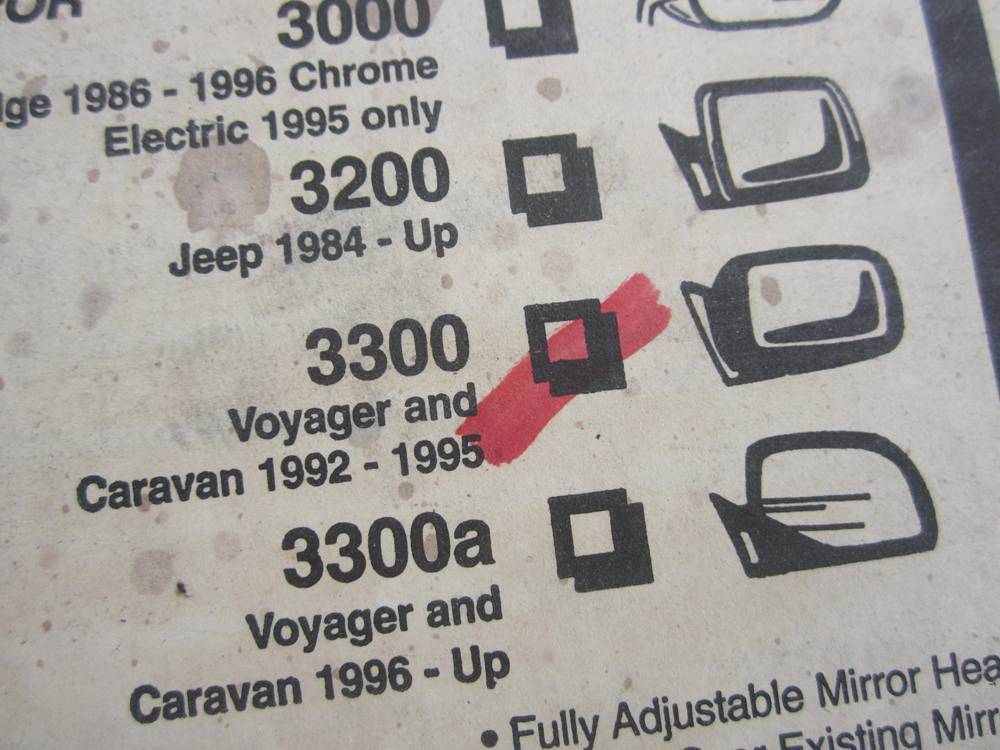 3000
1986 - 1996 Chrome
Electric 1995 only
3200
Jeep 1984 - Up
3300
Voyager and
Caravan 1992 - 1995
3300a
Voyager and
Caravan 1996 - Up
• Fully Adjustable Mirror
Existing